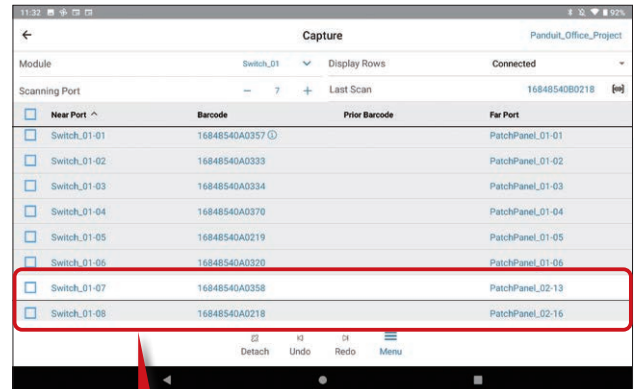 11:32 92%
Capture Panduit_Office_Project
Module Switch_01 Display Rows Connected
Scanning Port − 7 + Last Scan 16848540B0218
Near Port Barcode Prior Barcode Far Port
Switch_01-01 16848540A0357 PatchPanel_01-01
Switch_01-02 16848540A0333 PatchPanel_01-02
Switch_01-03 16848540A0334 PatchPanel_01-03
Switch_01-04 16848540A0370 PatchPanel_01-04
Switch_01-05 16848540A0219 PatchPanel_01-05
Switch_01-06 16848540A0320 PatchPanel_01-06
Switch_01-07 16848540A0358 PatchPanel_02-13
Switch_01-08 16848540A0218 PatchPanel_02-16
Detach Undo Redo Menu